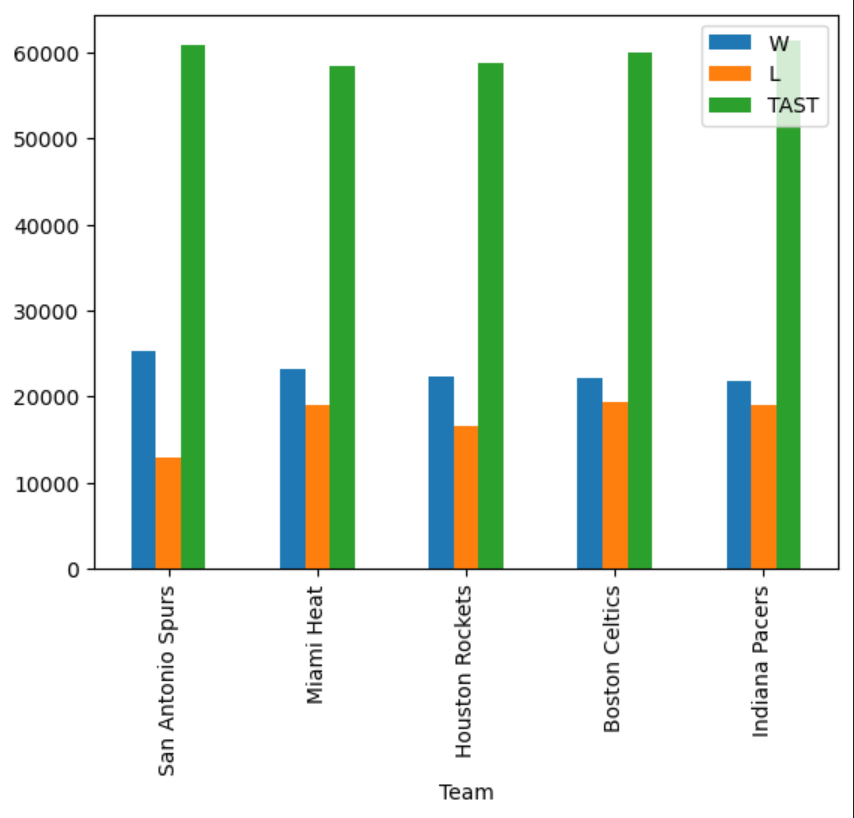 60000
50000
40000
30000
20000
10000
0
W
L
TAST
San Antonio Spurs
Miami Heat
Houston Rockets
Boston Celtics
Indiana Pacers
Team